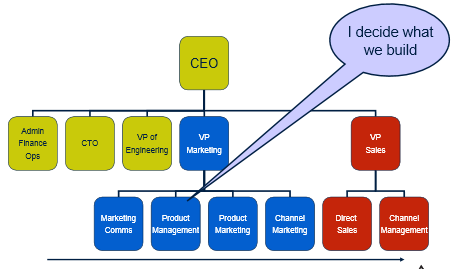 I decide what
we build
CEO
Admin
Finance
Ops
CTO
VP of
Engineering
VP
Marketing
VP
Sales
Marketing
Comms
Product
Management
Product
Marketing
Channel
Marketing
Direct
Sales
Channel
Management